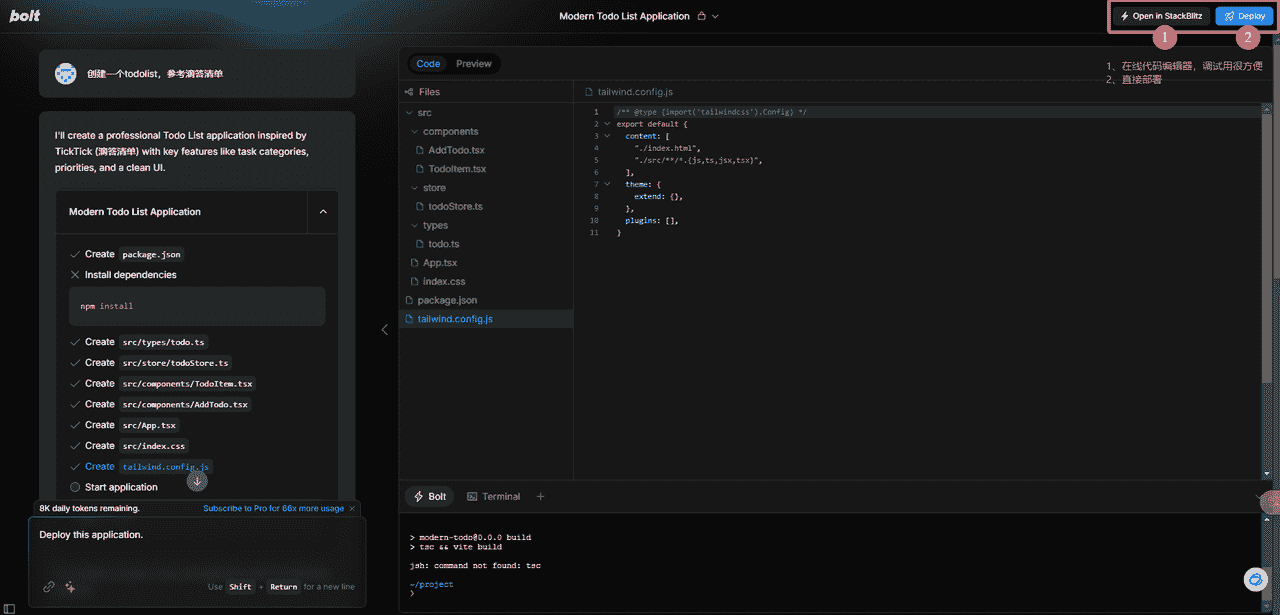 bolt
Modern Todo List Application
Open in StackBlitz
Deploy
1
2
1、在线代码编辑器，调试用很方便
2、直接部署
创建一个todolist，参考滴答清单
I'll create a professional Todo List application inspired by
TickTick (滴答清单) with key features like task categories,
priorities, and a clean UI.
Modern Todo List Application
Create package.json
Install dependencies
npm install
Create src/types/todo.ts
Create src/store/todoStore.ts
Create src/components/TodoItem.tsx
Create src/components/AddTodo.tsx
Create src/App.tsx
Create src/index.css
Create tailwind.config.js
Start application
8K daily tokens remaining.
Subscribe to Pro for 66x more usage
Deploy this application.
Use Shift + Return for a new line
Code
Preview
Files
src
components
AddTodo.tsx
TodoItem.tsx
store
todoStore.ts
types
todo.ts
App.tsx
index.css
package.json
tailwind.config.js
tailwind.config.js
1 /** @type {import('tailwindcss').Config} */
2 export default {
3 content: [
4 "./index.html",
5 "./src/**/*.{js,ts,jsx,tsx}",
6 ],
7 theme: {
8 extend: {},
9 },
10 plugins: [],
11 }
Bolt
Terminal
> modern-todo@0.0.0 build
> tsc && vite build
jsh: command not found: tsc
~/project
❯